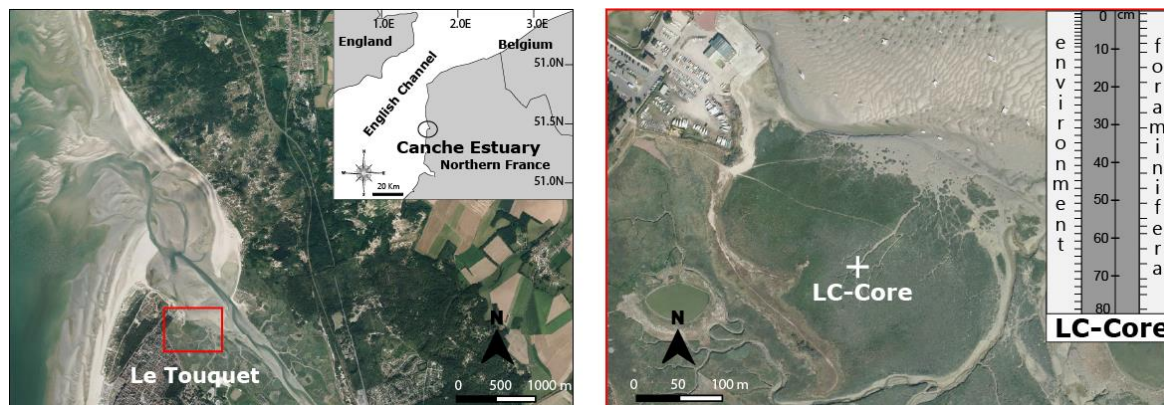 1.0E 2.0E 3.0E
England
Belgium
51.0N
English Channel
51.5N
Canche Estuary
Northern France
51.0N
20 Km
Le Touquet
N
0 500 1000 m
LC-Core
N
0 50 100 m
environment
0 cm
10
20
30
40
50
60
70
80
foraminifera
LC-Core